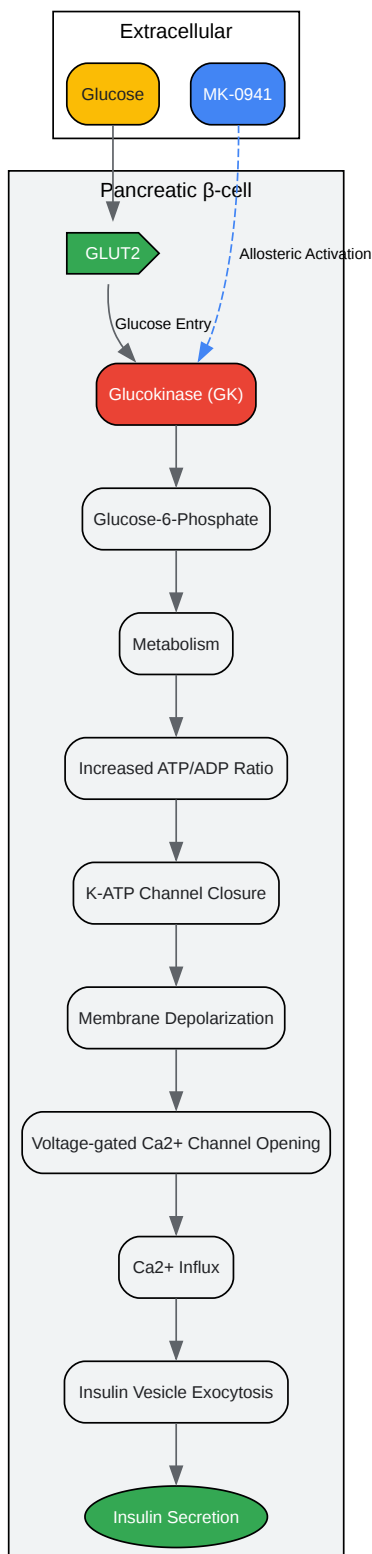 Extracellular
Glucose
MK-0941
Pancreatic β-cell
GLUT2
Allosteric Activation
Glucose Entry
Glucokinase (GK)
Glucose-6-Phosphate
Metabolism
Increased ATP/ADP Ratio
K-ATP Channel Closure
Membrane Depolarization
Voltage-gated Ca2+ Channel Opening
Ca2+ Influx
Insulin Vesicle Exocytosis
Insulin Secretion